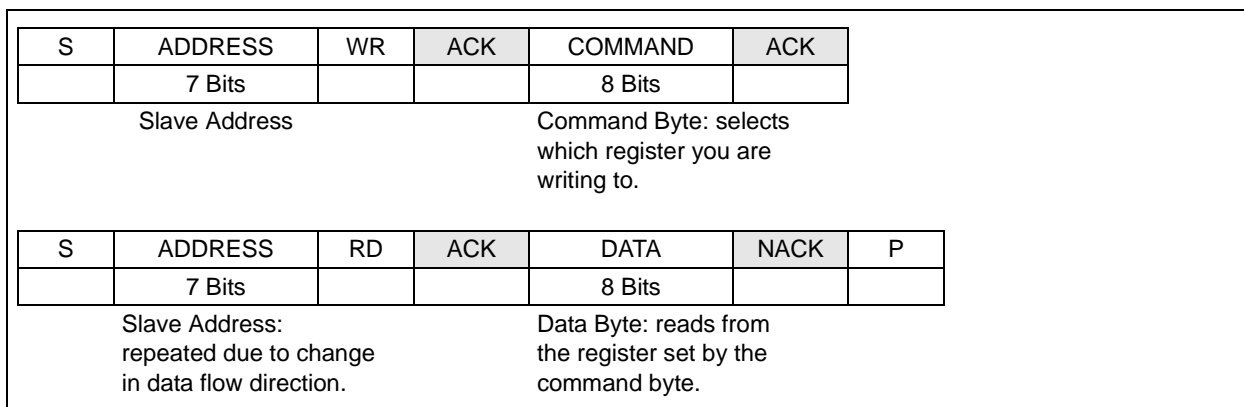 S ADDRESS WR ACK COMMAND ACK
7 Bits 8 Bits
Slave Address
Command Byte: selects
which register you are
writing to.
S ADDRESS RD ACK DATA NACK P
7 Bits 8 Bits
Slave Address:
repeated due to change
in data flow direction.
Data Byte: reads from
the register set by the
command byte.